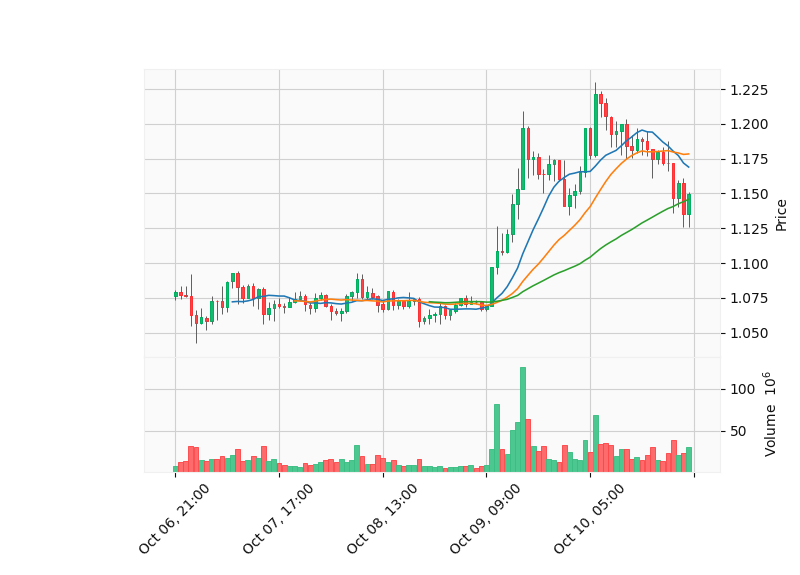 1.225
1.200
1.175
1.150
1.125
1.100
1.075
1.050
Price
100
50
Volume 10^6
Oct 06, 21:00
Oct 07, 17:00
Oct 08, 13:00
Oct 09, 09:00
Oct 10, 05:00